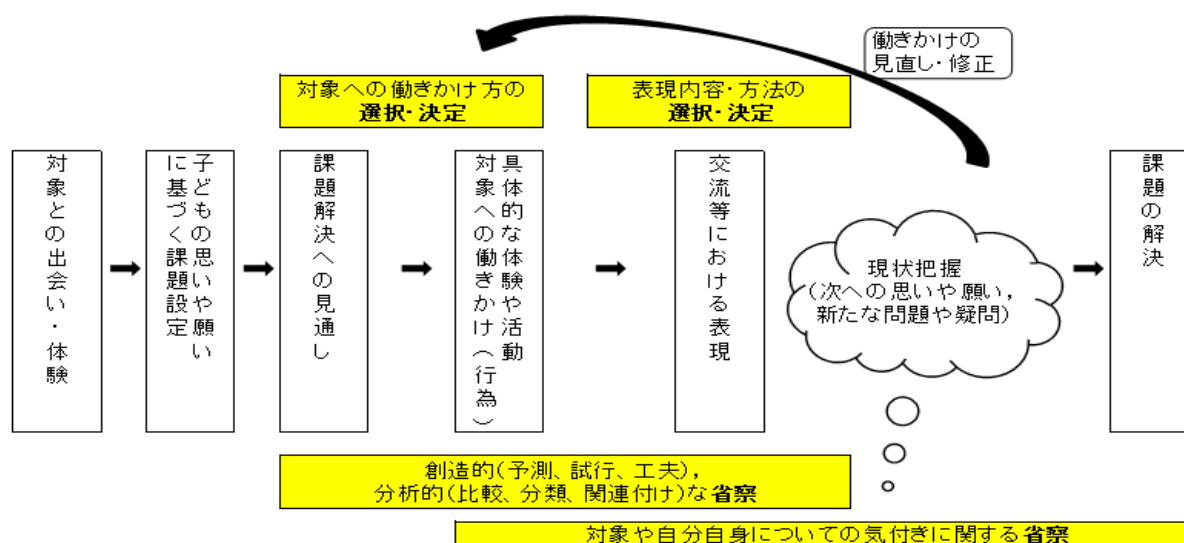 働きかけの
見直し・修正
対象への働きかけ方の
選択・決定
表現内容・方法の
選択・決定
対象との出会い・体験
子どもの思いや願い
に基づく課題設定
課題解決への見通し
具体的な体験や活動
対象への働きかけ(行為)
交流等における表現
現状把握
(次への思いや願い,
新たな問題や疑問)
課題の解決
創造的(予測、試行、工夫),
分析的(比較、分類、関連付け)な省察
対象や自分自身についての気付きに関する省察